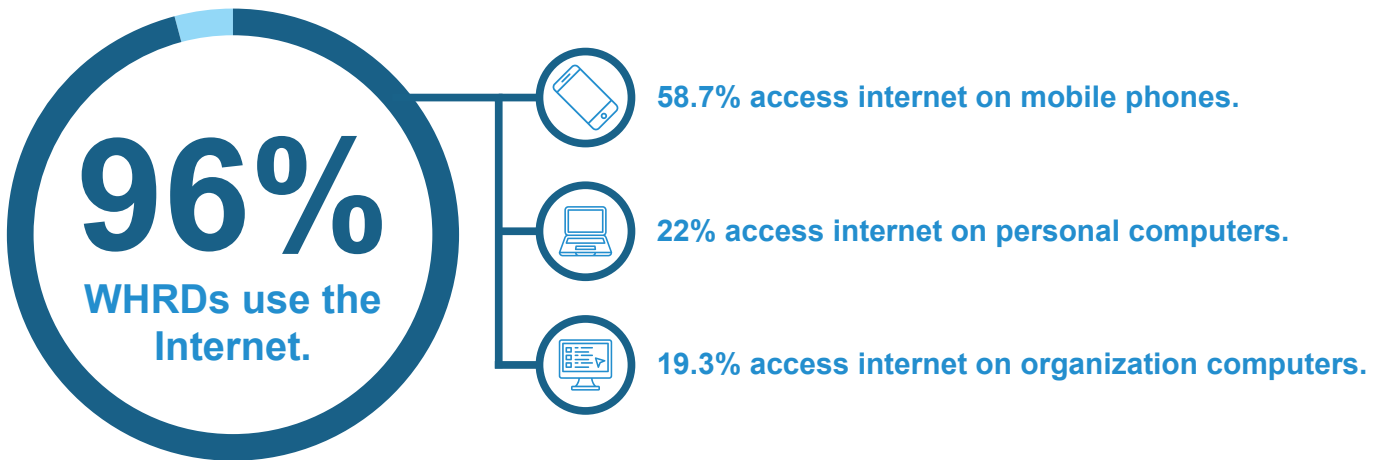 96%
WHRDs use the
Internet.
58.7% access internet on mobile phones.
22% access internet on personal computers.
19.3% access internet on organization computers.